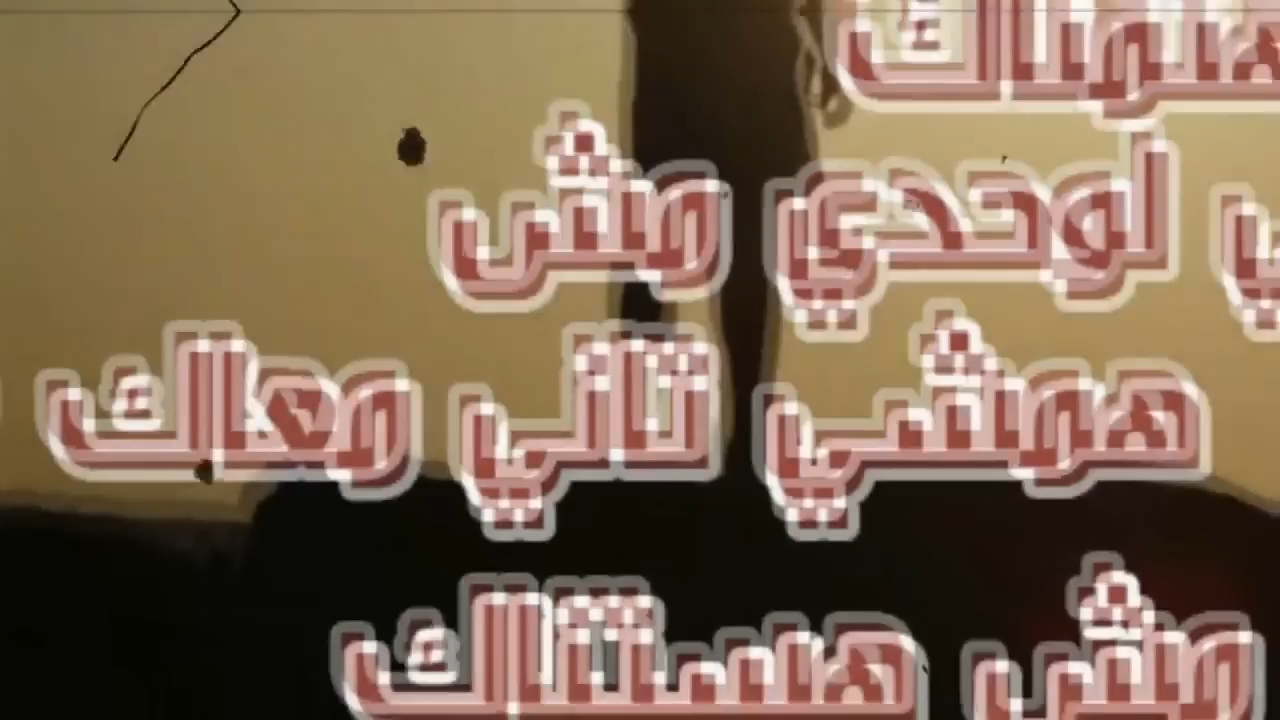 لوحدي مش
همشي تاني معاك
مش هستناك